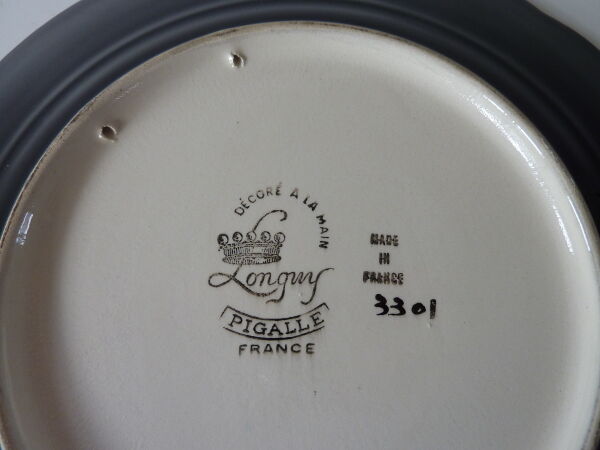 DÉCORÉ A LA MAIN
L
Longwy
PIGALLE
FRANCE
MADE
IN
FRANCE
3301